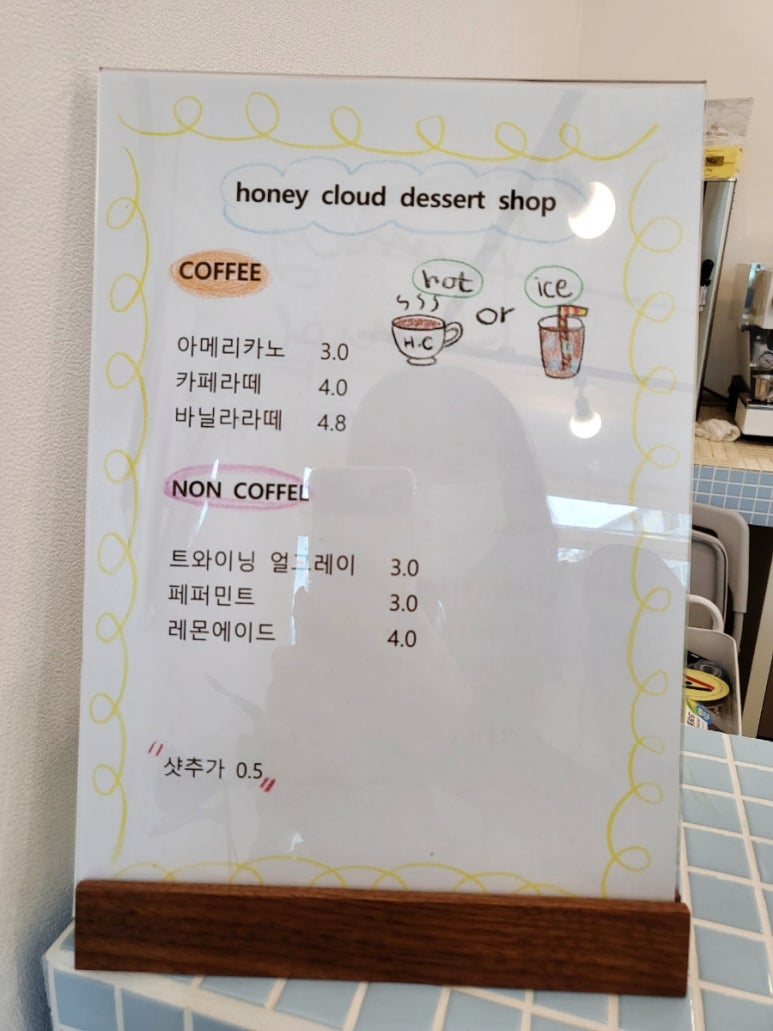 honey cloud dessert shop
COFFEE
hot or ice
H.C
아메리카노 3.0
카페라떼 4.0
바닐라라떼 4.8
NON COFFEE
트와이닝 얼그레이 3.0
페퍼민트 3.0
레몬에이드 4.0
"샷추가 0.5"